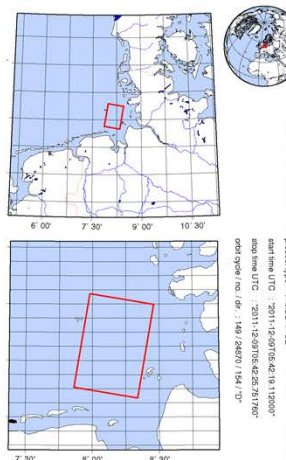 start time UTC : "2011-12-09T05:42:19.112000"
stop time UTC : "2011-12-09T05:42:25.751760"
orbit cycle / no. / dir. : 149 / 24870 / 154 / "D"
6° 00'
7° 30'
9° 00'
10° 30'
7° 30'
8° 00'
8° 30'